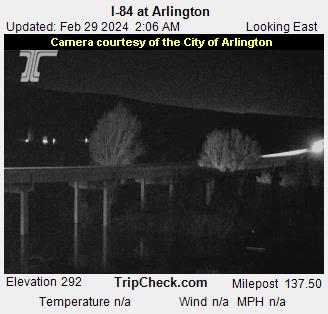 I-84 at Arlington
Updated: Feb 29 2024 2:06 AM Looking East
Camera courtesy of the City of Arlington
Elevation 292 TripCheck.com Milepost 137.50
Temperature n/a Wind n/a MPH n/a